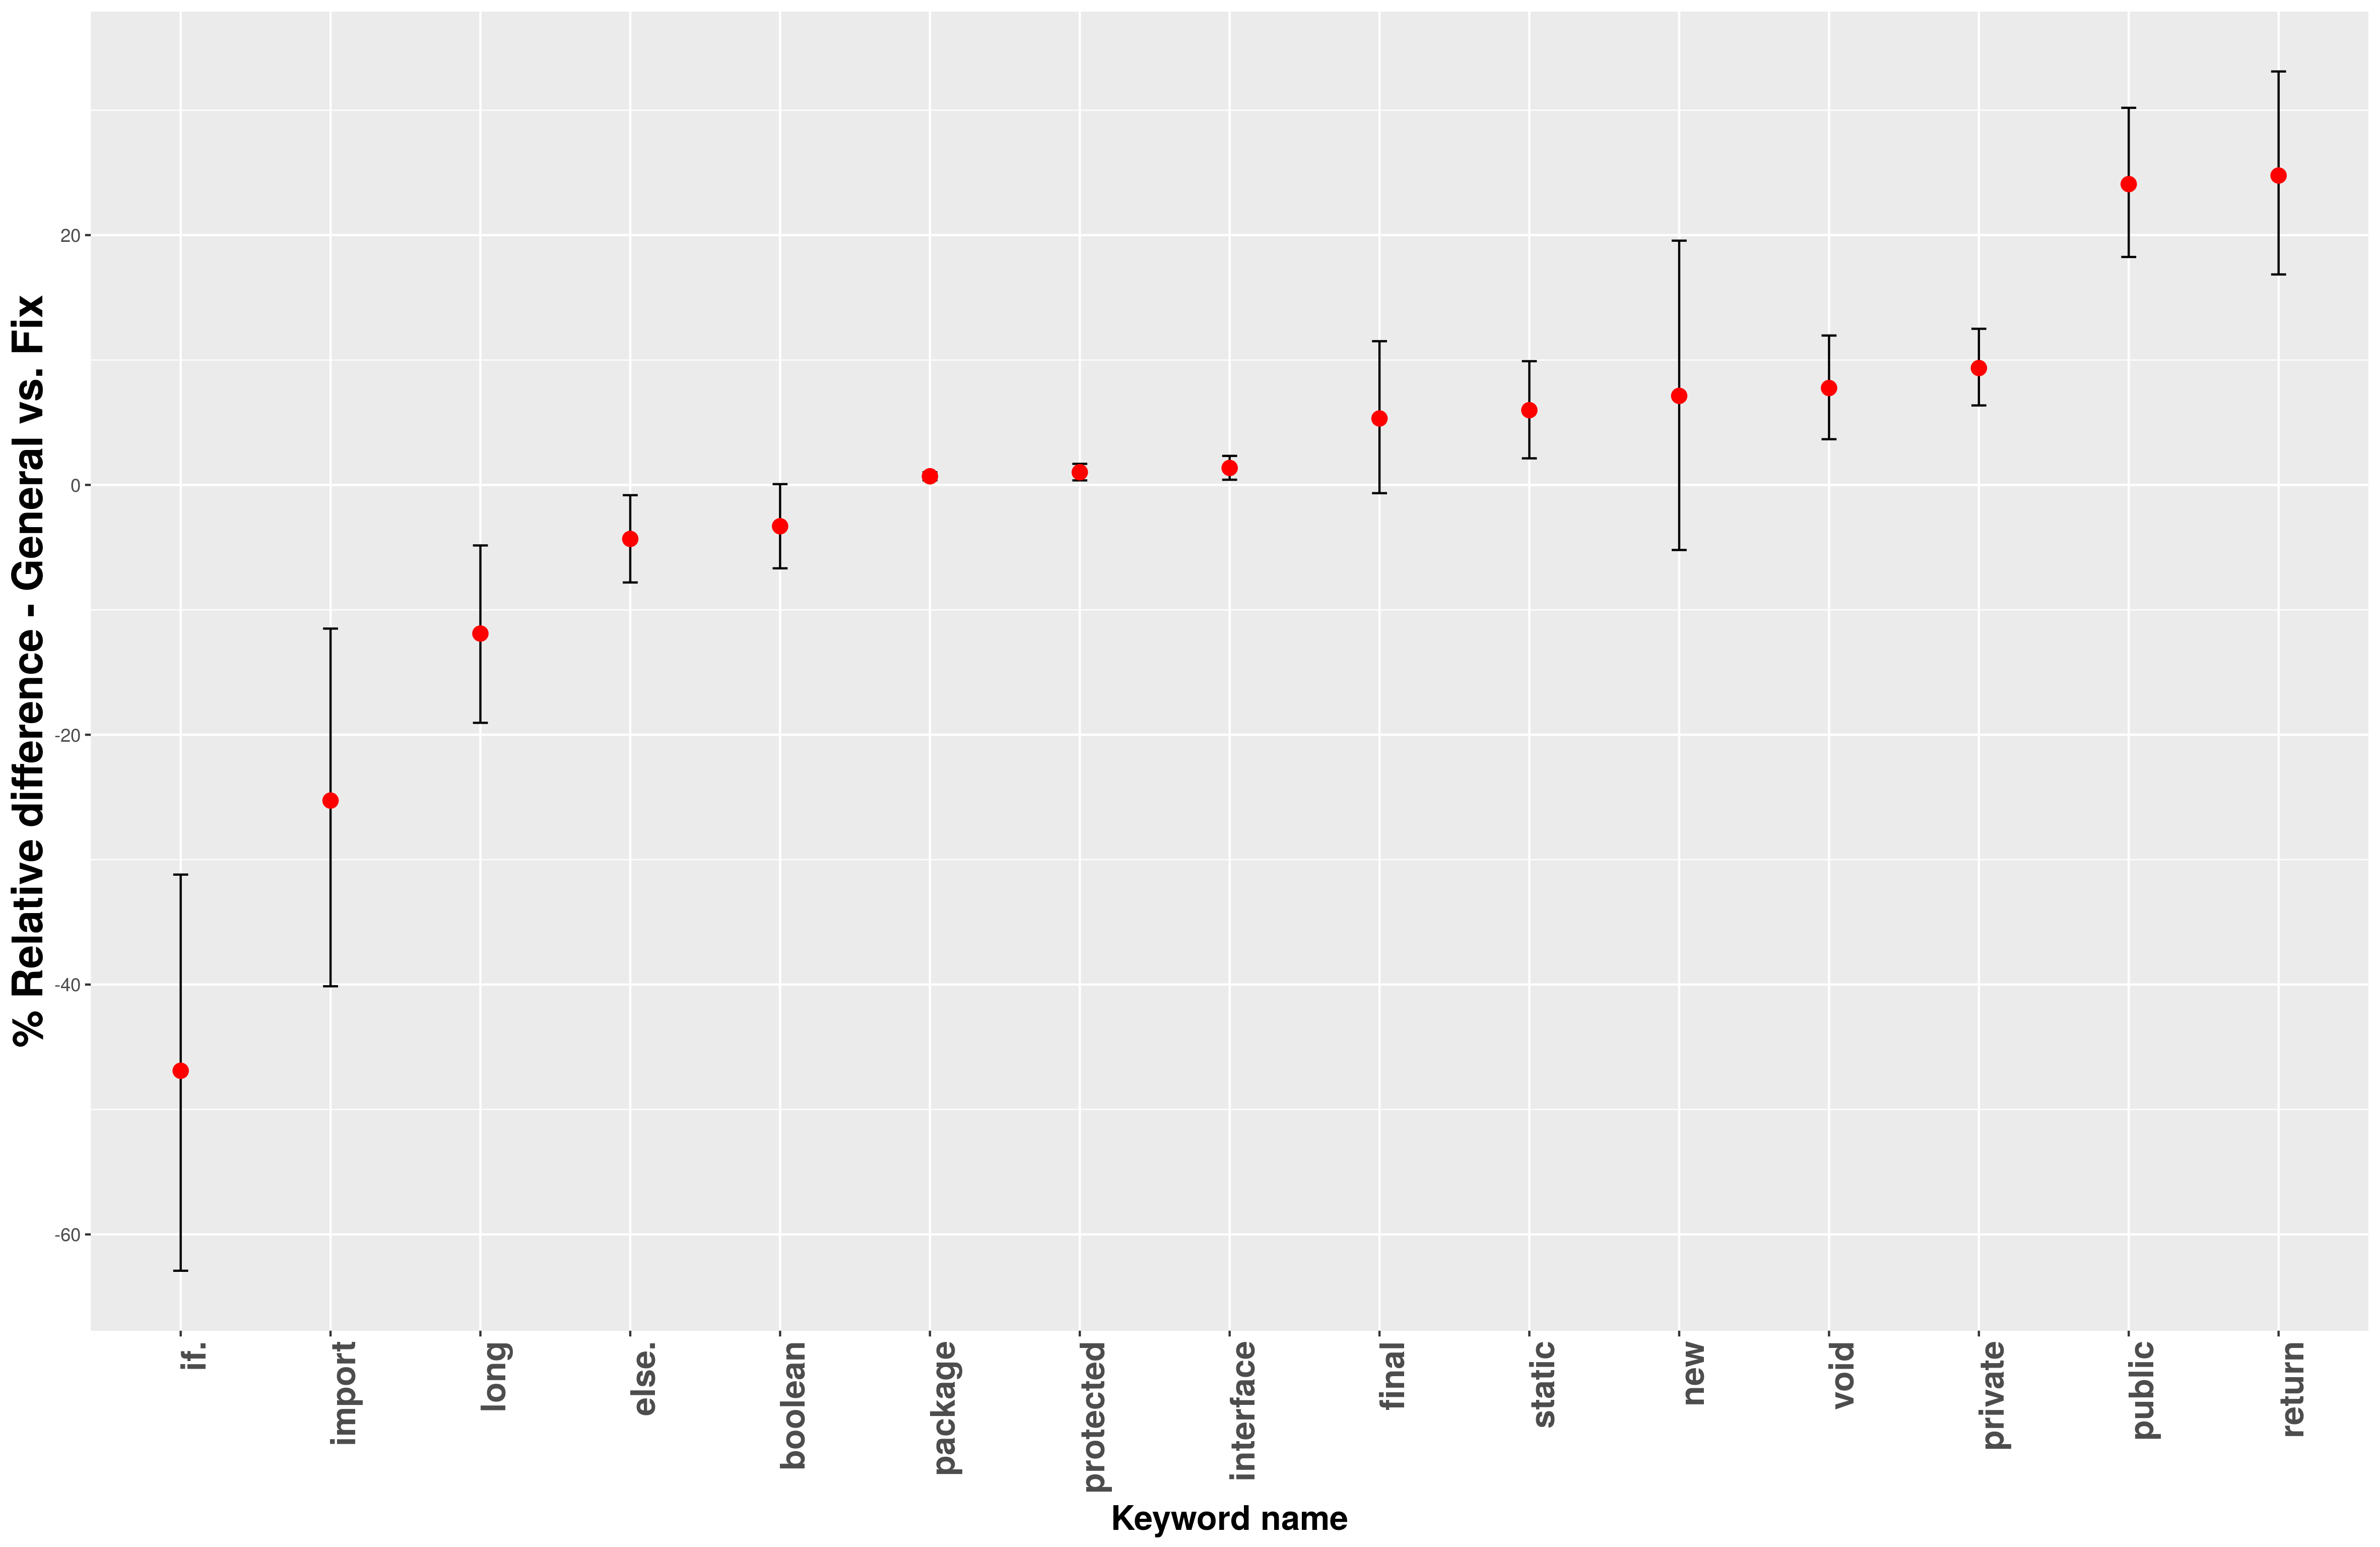 % Relative difference - General vs. Fix
20
0
-20
-40
-60
if.
import
long
else.
boolean
package
protected
interface
final
static
new
void
private
public
return
Keyword name